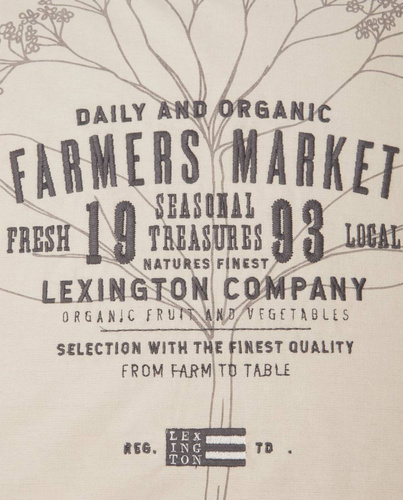 DAILY AND ORGANIC
FARMERS MARKET
SEASONAL
FRESH 19 TREASURES 93 LOCAL
NATURES FINEST
LEXINGTON COMPANY
ORGANIC FRUIT AND VEGETABLES
SELECTION WITH THE FINEST QUALITY
FROM FARM TO TABLE
REG. LEX ING TON TD .